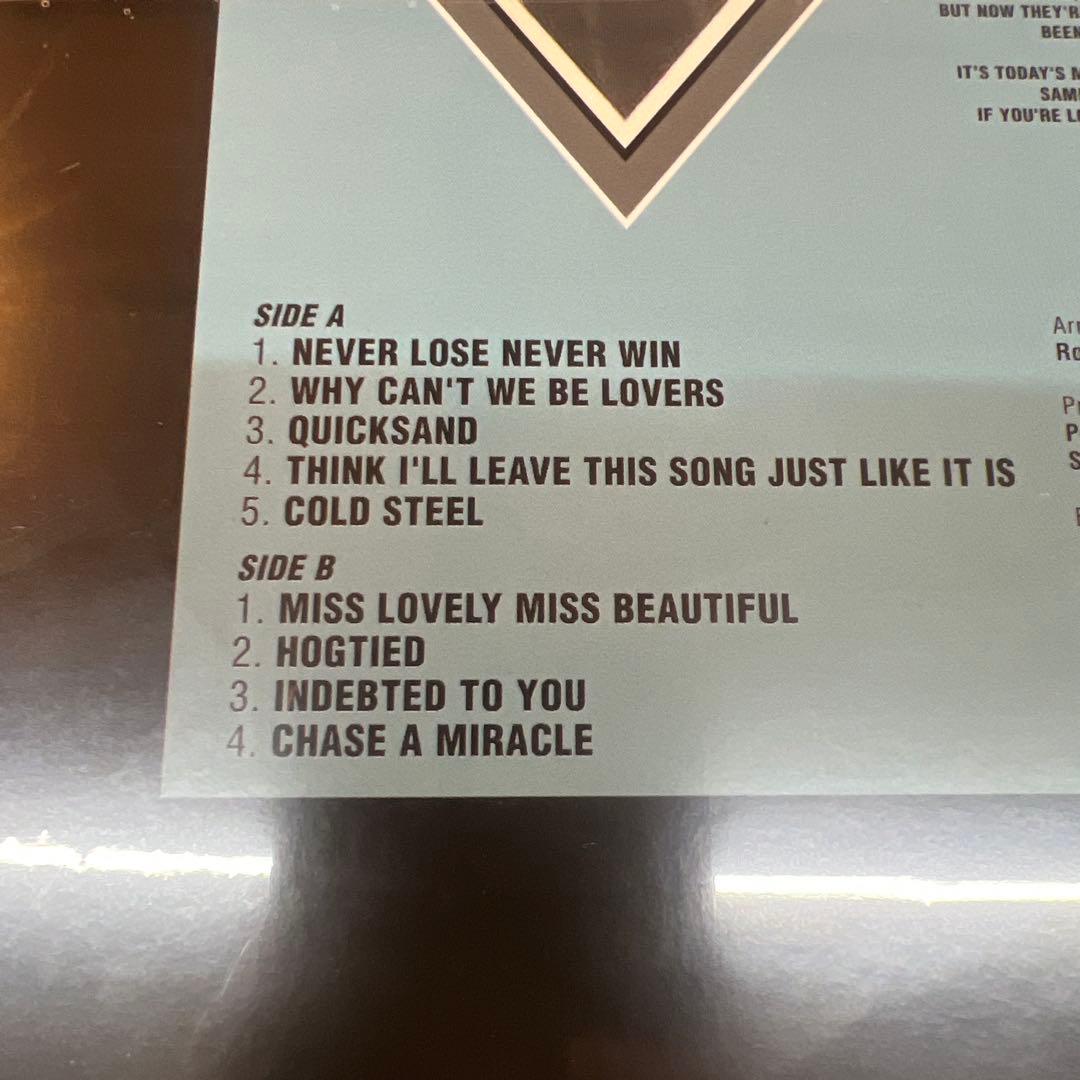 BUT NOW THEY'R
BEEN
IT'S TODAY'S
IF YOU'RE
SIDE A
1. NEVER LOSE NEVER WIN
2. WHY CAN'T WE BE LOVERS
3. QUICKSAND
4. THINK I'LL LEAVE THIS SONG JUST LIKE IT IS
5. COLD STEEL
SIDE B
1. MISS LOVELY MISS BEAUTIFUL
2. HOGTIED
3. INDEBTED TO YOU
4. CHASE A MIRACLE